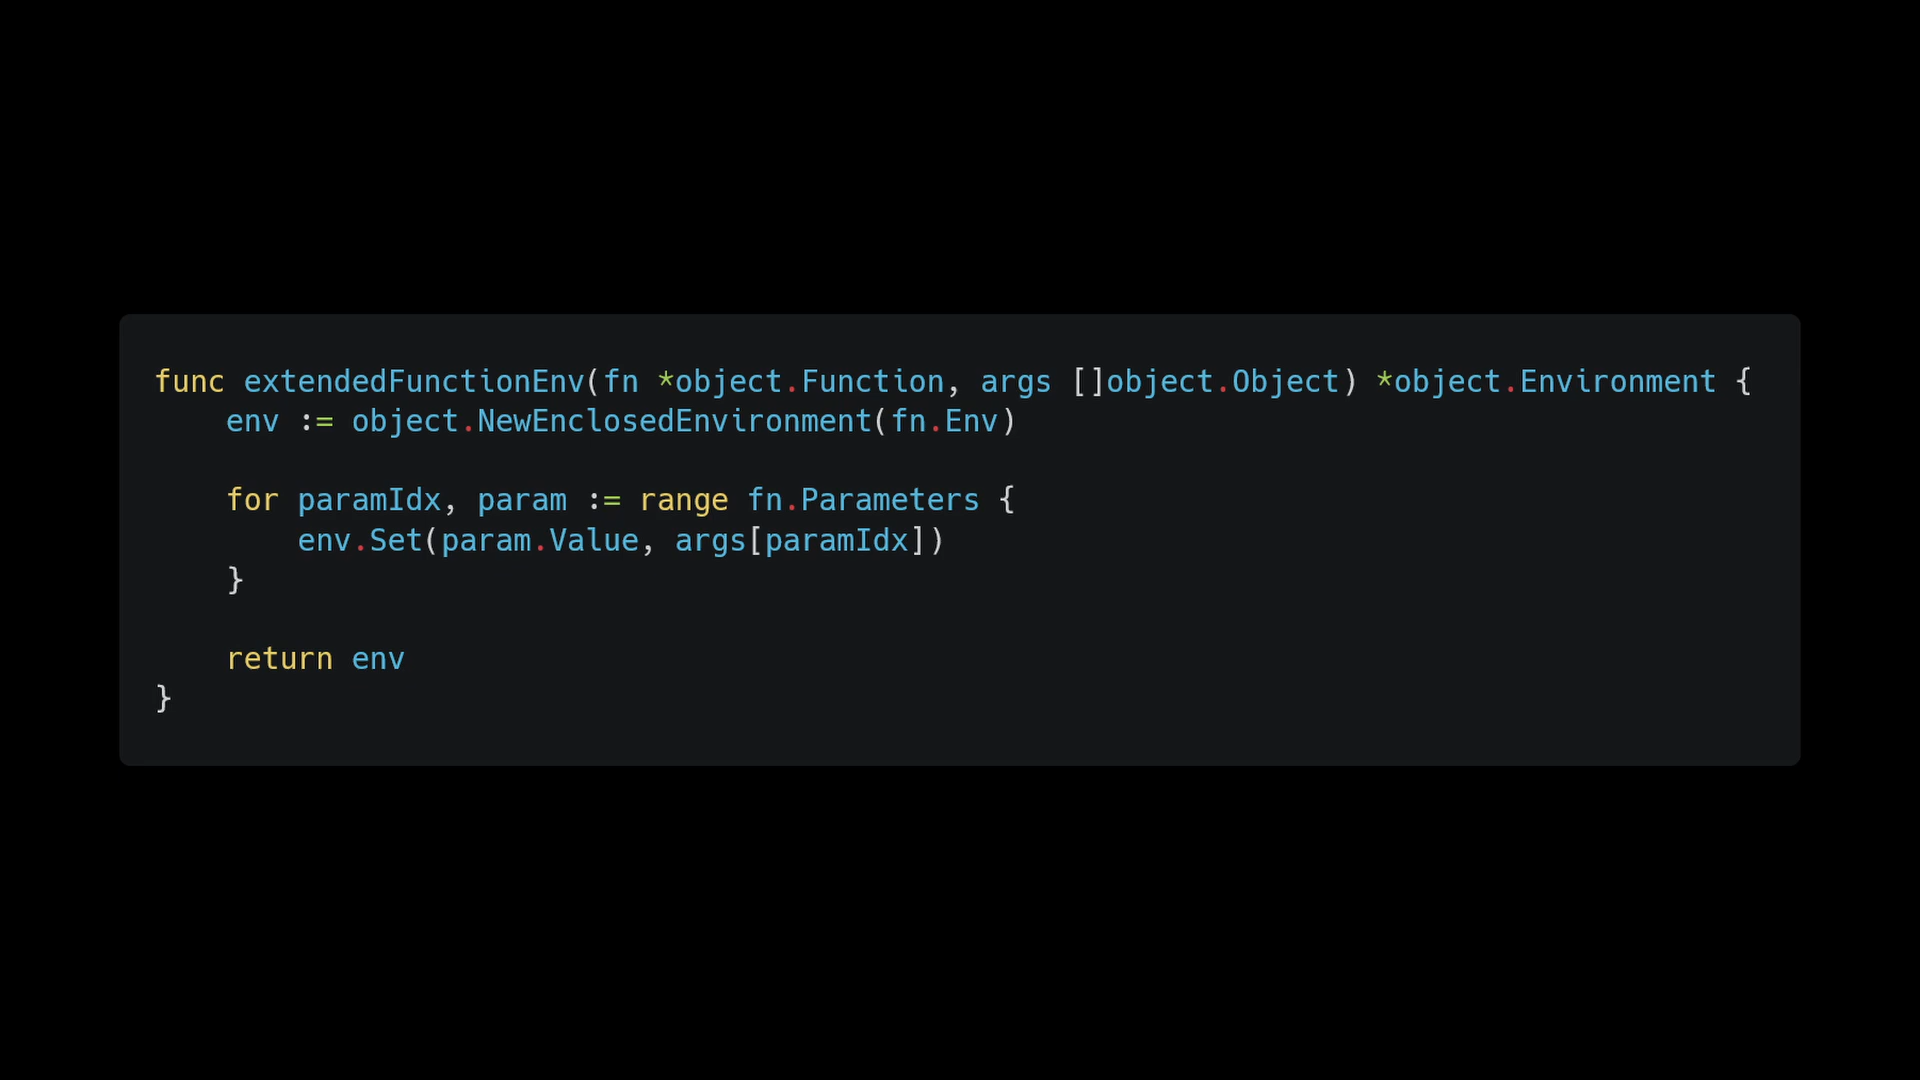 func extendedFunctionEnv(fn *object.Function, args []object.Object) *object.Environment {
    env := object.NewEnclosedEnvironment(fn.Env)

    for paramIdx, param := range fn.Parameters {
        env.Set(param.Value, args[paramIdx])
    }

    return env
}